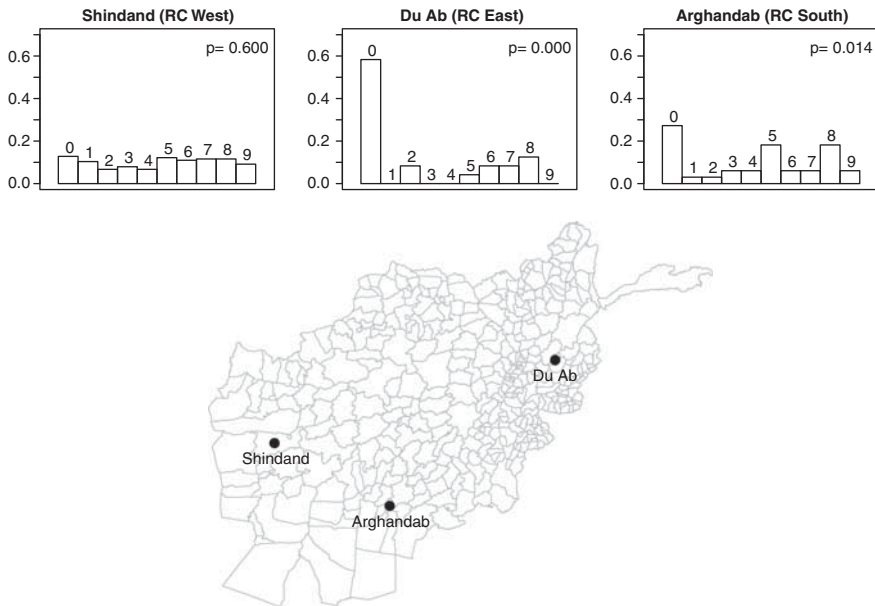 Shindand (RC West)
p= 0.600
0.6
0.4
0.2
0.0
0 1 2 3 4 5 6 7 8 9
Du Ab (RC East)
p= 0.000
0.6
0.4
0.2
0.0
0 1 2 3 4 5 6 7 8 9
Arghandab (RC South)
p= 0.014
0.6
0.4
0.2
0.0
0 1 2 3 4 5 6 7 8 9
Du Ab
Shindand
Arghandab